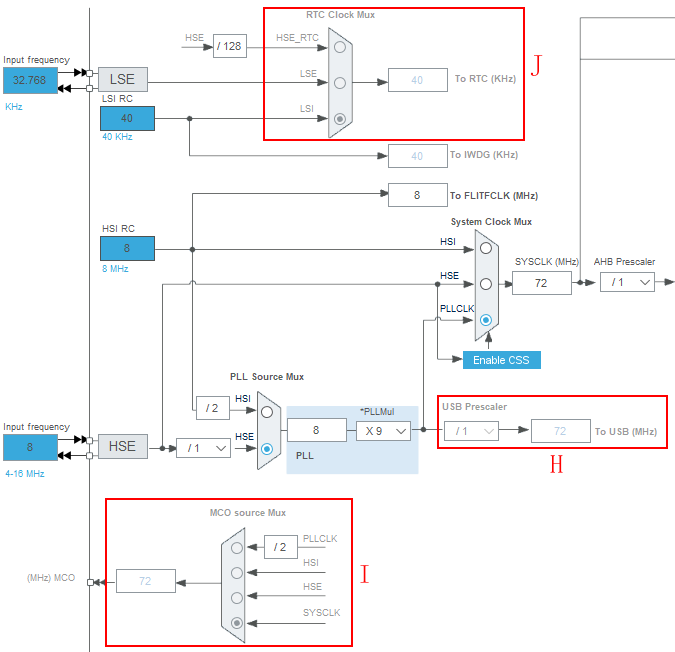 RTC Clock Mux
HSE
/ 128
HSE_RTC
J
Input frequency
32.768
KHz
LSE
LSE
40
To RTC (KHz)
LSI RC
40
40 KHz
LSI
40
To IWDG (KHz)
8
To FLITFCLK (MHz)
System Clock Mux
HSI RC
8
8 MHz
HSI
SYSCLK (MHz)
AHB Prescaler
HSE
72
/ 1
PLLCLK
Enable CSS
PLL Source Mux
HSI
/ 2
*PLLMul
USB Prescaler
Input frequency
8
4-16 MHz
HSE
/ 1
HSE
8
X 9
PLL
/ 1
72
To USB (MHz)
H
MCO source Mux
PLLCLK
/ 2
HSI
I
(MHz) MCO
72
HSE
SYSCLK